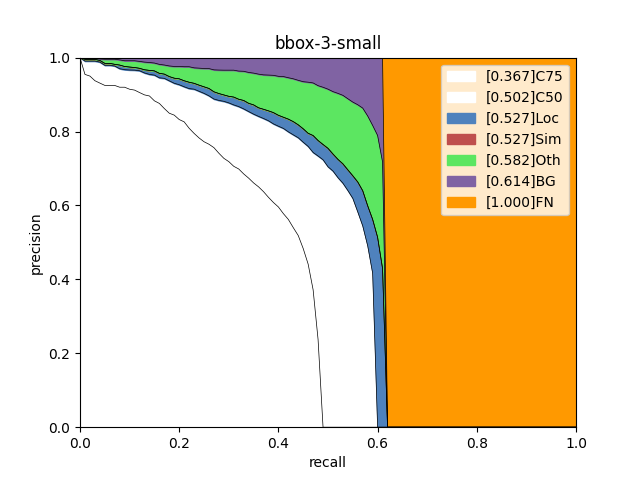 bbox-3-small
1.0
0.8
0.6
0.4
0.2
0.0
precision
[0.367]C75
[0.502]C50
[0.527]Loc
[0.527]Sim
[0.582]Oth
[0.614]BG
[1.000]FN
0.0 0.2 0.4 0.6 0.8 1.0
recall